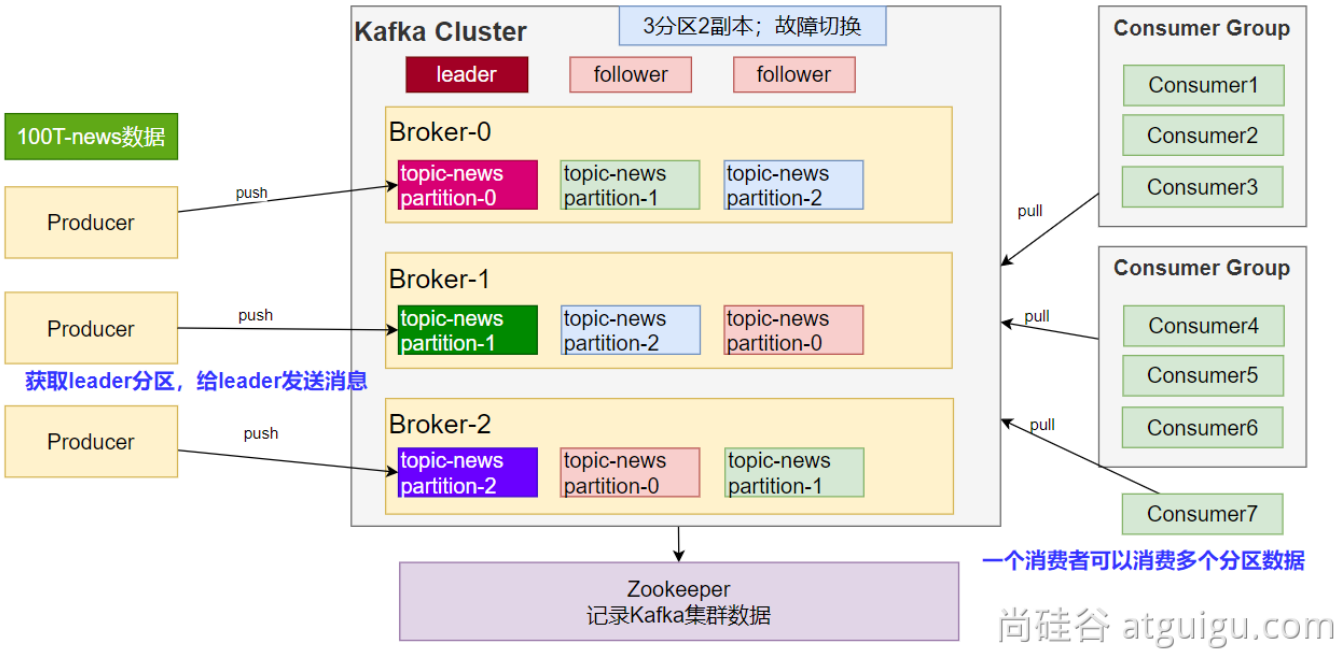 Kafka Cluster
3分区2副本；故障切换
leader
follower
follower
100T-news数据
Producer
push
Producer
push
获取leader分区，给leader发送消息
Producer
push
Broker-0
topic-news
partition-0
topic-news
partition-1
topic-news
partition-2
Broker-1
topic-news
partition-1
topic-news
partition-2
topic-news
partition-0
Broker-2
topic-news
partition-2
topic-news
partition-0
topic-news
partition-1
Zookeeper
记录Kafka集群数据
Consumer Group
Consumer1
Consumer2
Consumer3
pull
Consumer Group
Consumer4
Consumer5
Consumer6
pull
pull
Consumer7
一个消费者可以消费多个分区数据
尚硅谷 atguigu.com